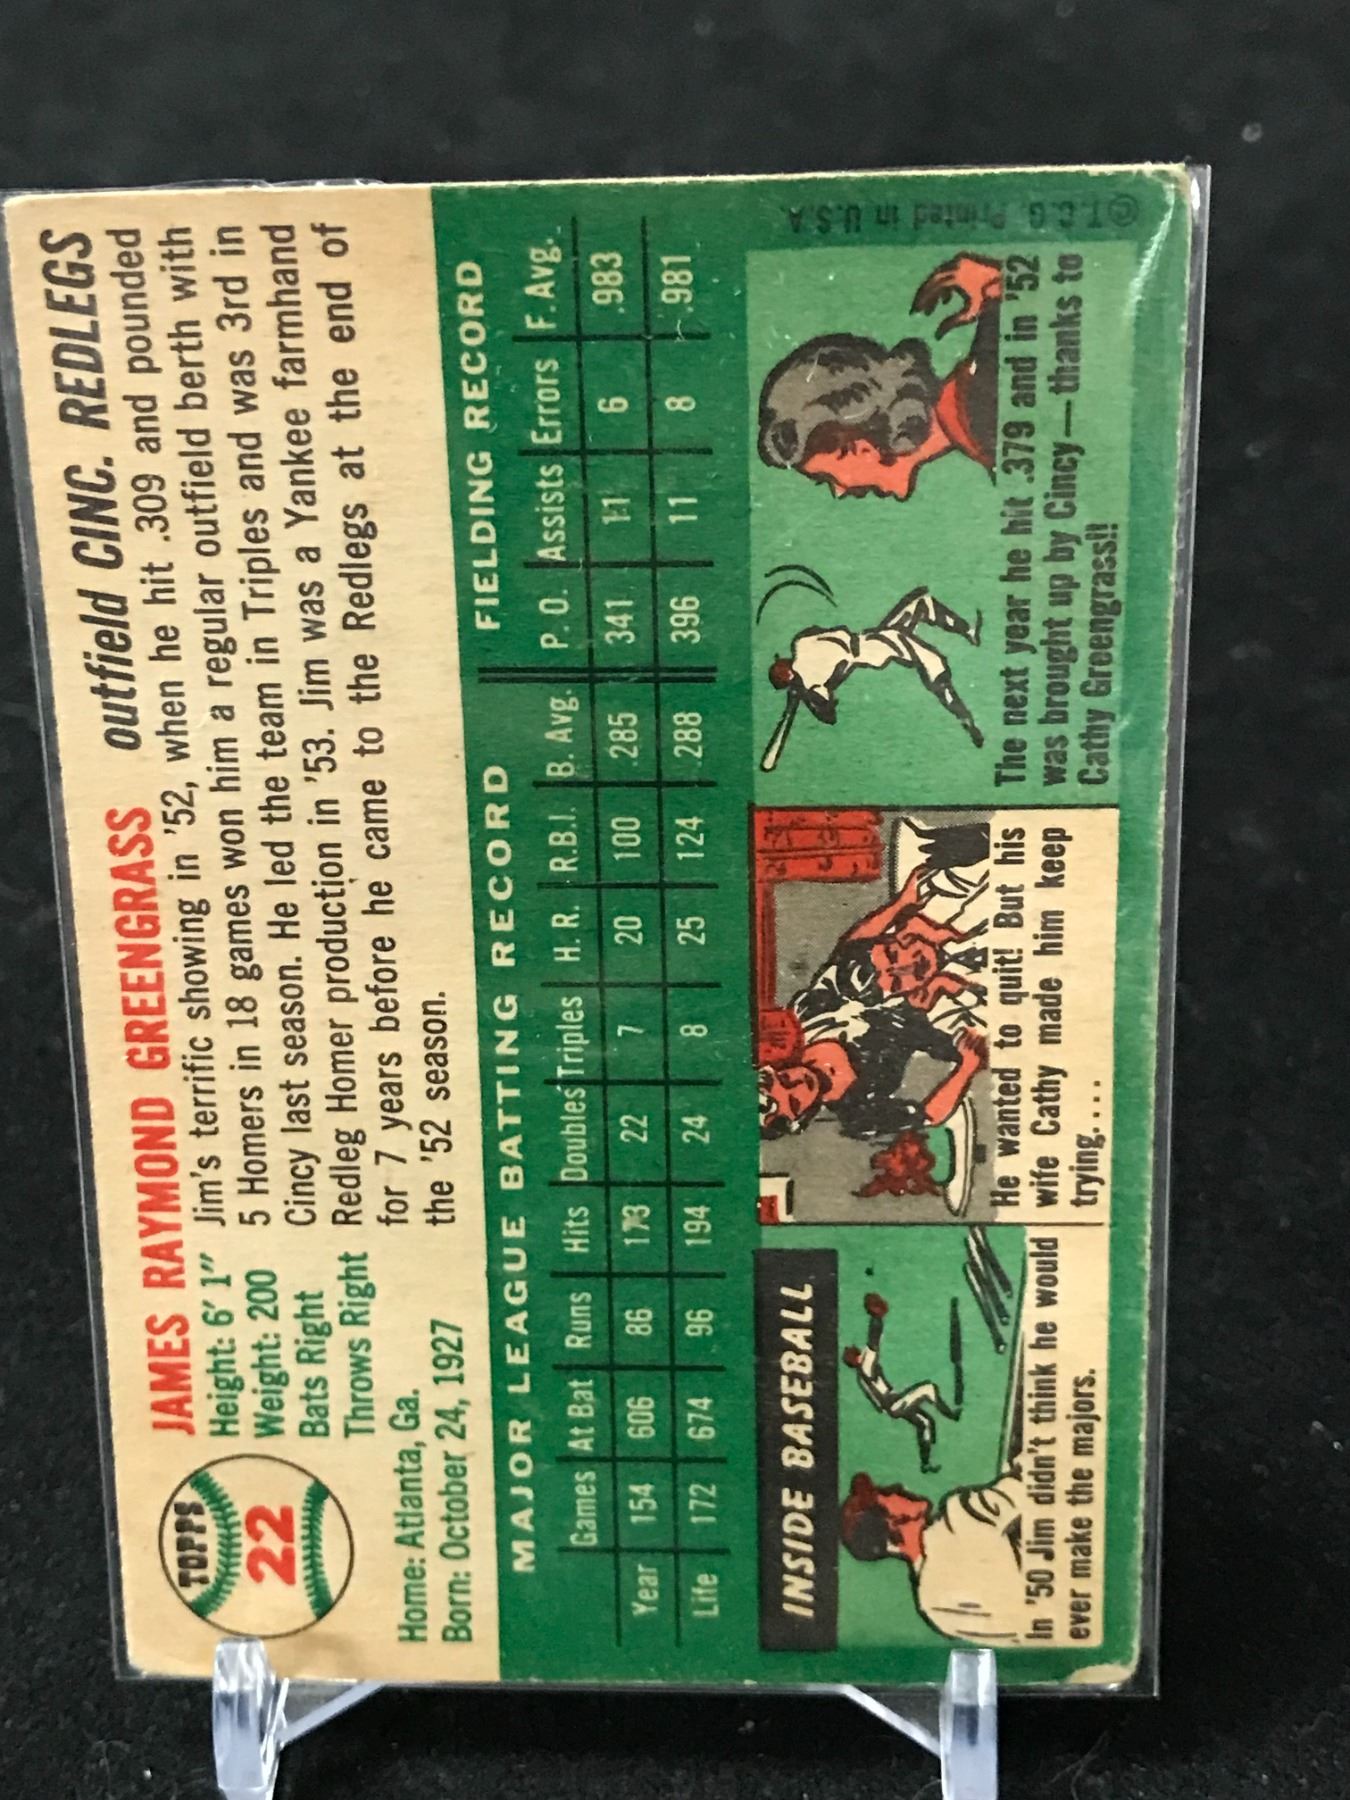 TOPPS
22
JAMES RAYMOND GREENGRASS outfield CINC. REDLEGS
Height: 6' 1"
Weight: 200
Bats Right
Throws Right
Home: Atlanta, Ga.
Born: October 24, 1927
Jim's terrific showing in '52, when he hit .309 and pounded
5 Homers in 18 games won him a regular outfield berth with
Cincy last season. He led the team in Triples and was 3rd in
Redleg Homer production in '53. Jim was a Yankee farmhand
for 7 years before he came to the Redlegs at the end of
the '52 season.
MAJOR LEAGUE BATTING RECORD FIELDING RECORD
Games At Bat Runs Hits Doubles Triples H. R. R.B.I. B. Avg. P. O. Assists Errors F. Avg.
Year 154 606 86 173 22 7 20 100 .285 341 11 6 .983
Life 172 674 96 194 24 8 25 124 .288 396 11 8 .981
INSIDE BASEBALL
In '50 Jim didn't think he would
ever make the majors.
He wanted to quit! But his
wife Cathy made him keep
trying....
The next year he hit .379 and in '52
was brought up by Cincy—thanks to
Cathy Greengrass!!
©T.C.G. Printed in U.S.A.